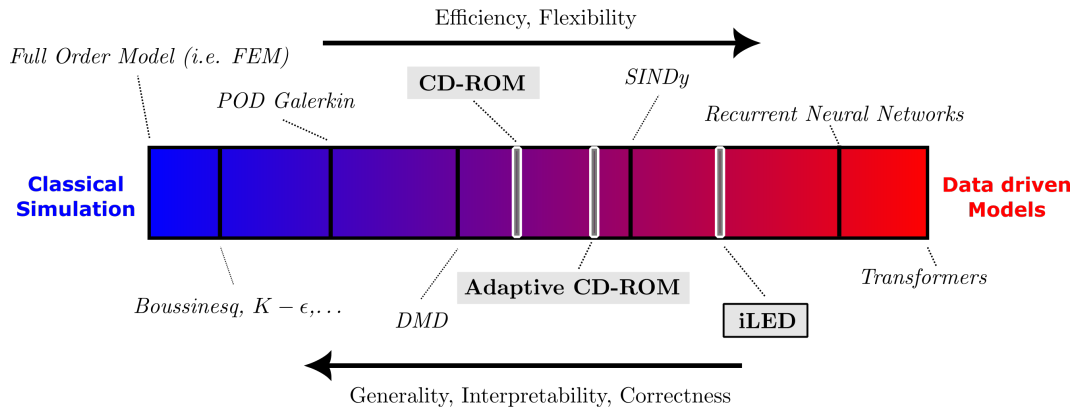 Efficiency, Flexibility
Full Order Model (i.e. FEM)
POD Galerkin
CD-ROM
SINDy
Recurrent Neural Networks
Classical
Simulation
Data driven
Models
Boussinesq, K − ϵ,...
DMD
Adaptive CD-ROM
iLED
Transformers
Generality, Interpretability, Correctness